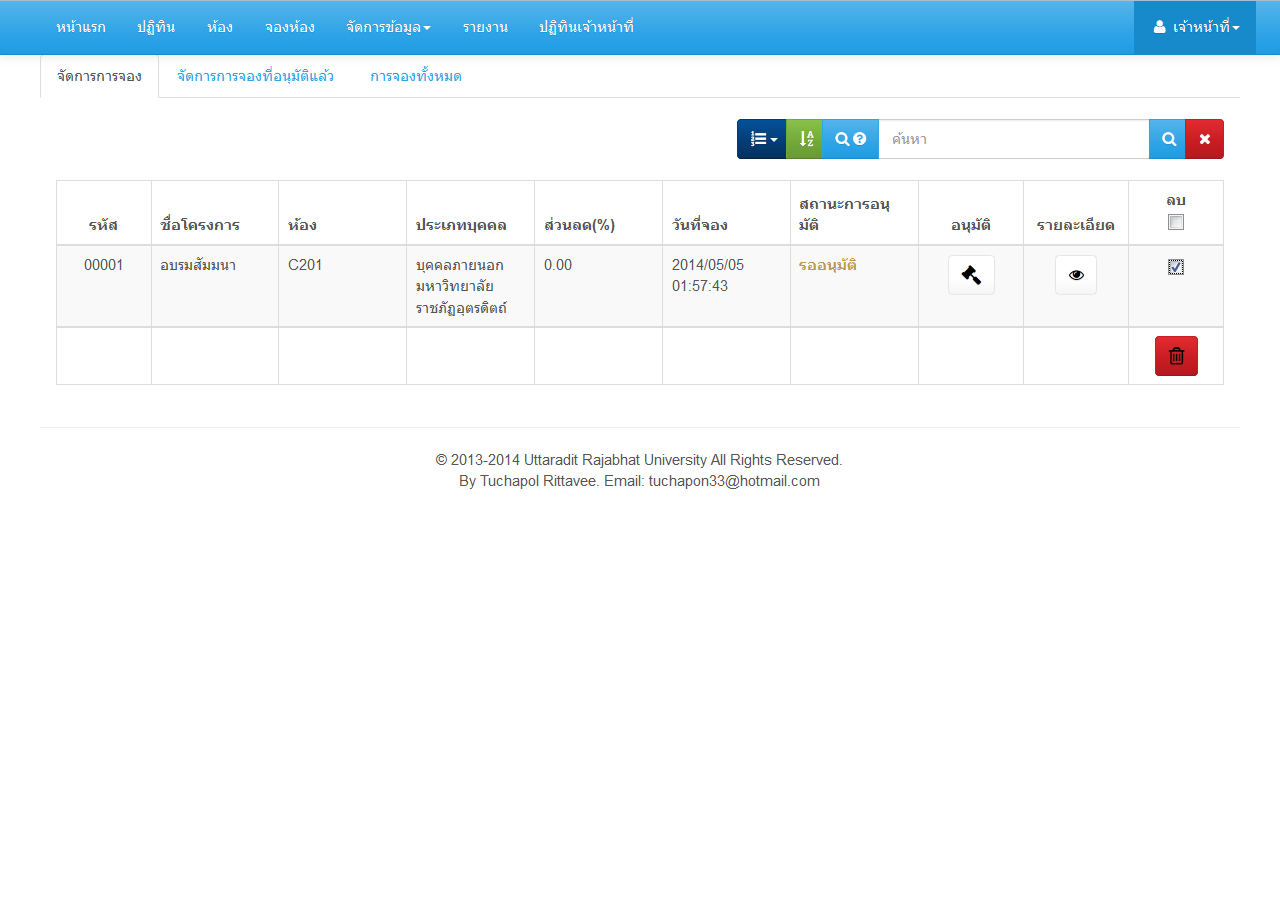 หน้าแรก ปฏิทิน ห้อง จองห้อง จัดการข้อมูล รายงาน ปฏิทินเจ้าหน้าที่ เจ้าหน้าที่
จัดการการจอง จัดการการจองที่อนุมัติแล้ว การจองทั้งหมด
ค้นหา
รหัส ชื่อโครงการ ห้อง ประเภทบุคคล ส่วนลด(%) วันที่จอง สถานะการอนุ อนุมัติ รายละเอียด ลบ
มัติ
00001 อบรมสัมมนา C201 บุคคลภายนอก 0.00 2014/05/05 รออนุมัติ
มหาวิทยาลัย 01:57:43
ราชภัฏอุตรดิตถ์
© 2013-2014 Uttaradit Rajabhat University All Rights Reserved.
By Tuchapol Rittavee. Email: tuchapon33@hotmail.com